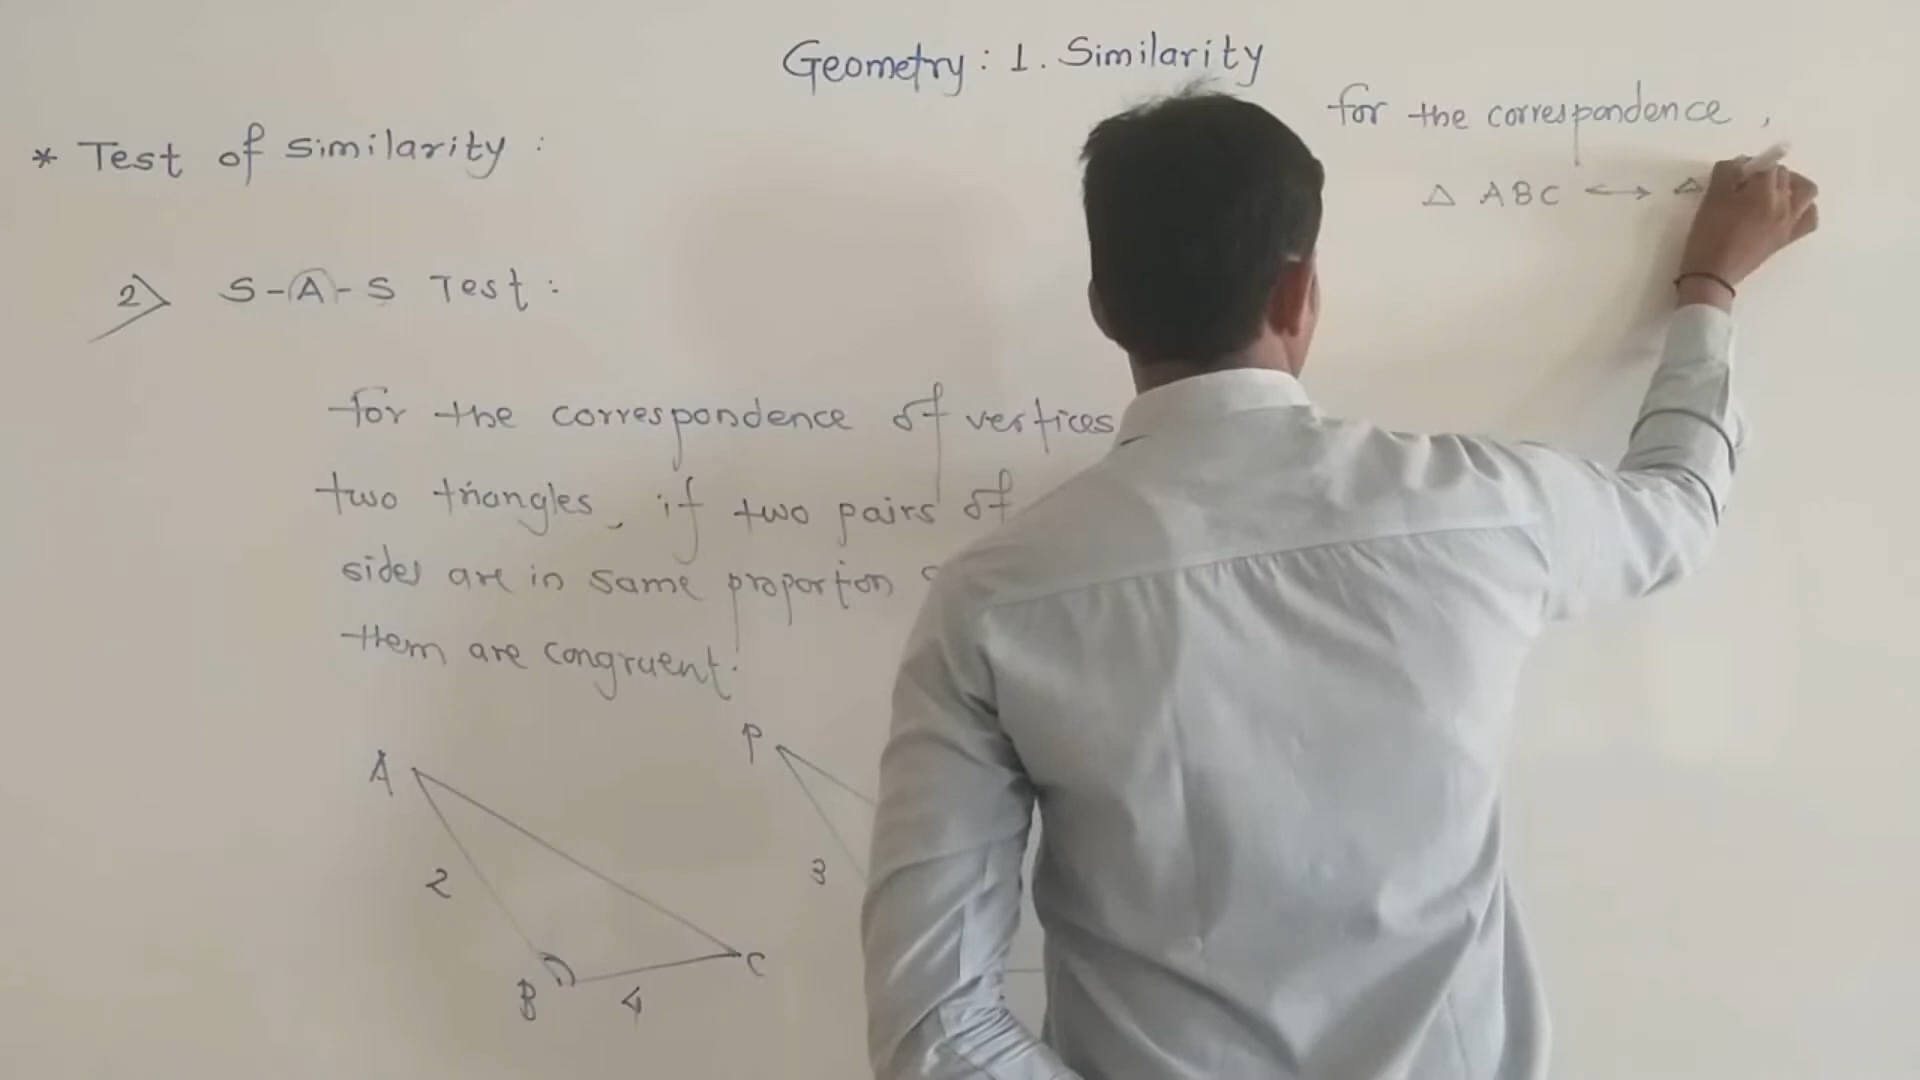 Geometry: 1. Similarity
* Test of similarity:
2) S-A-S Test:
for the correspondence of vertices
two triangles, if two pairs of
sides are in same proportion
them are congruent.
A
2
B
4
C
P
3
for the correspondence,
△ ABC ↔ △